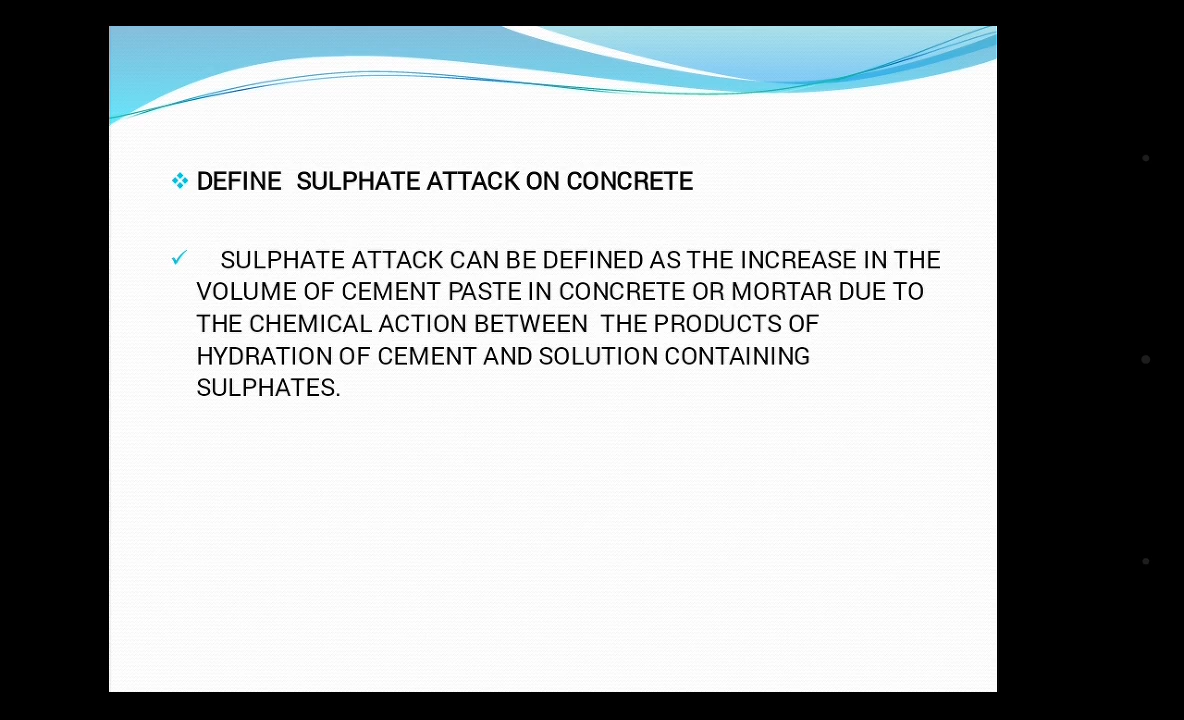 DEFINE  SULPHATE ATTACK ON CONCRETE
SULPHATE ATTACK CAN BE DEFINED AS THE INCREASE IN THE
VOLUME OF CEMENT PASTE IN CONCRETE OR MORTAR DUE TO
THE CHEMICAL ACTION BETWEEN  THE PRODUCTS OF
HYDRATION OF CEMENT AND SOLUTION CONTAINING
SULPHATES.